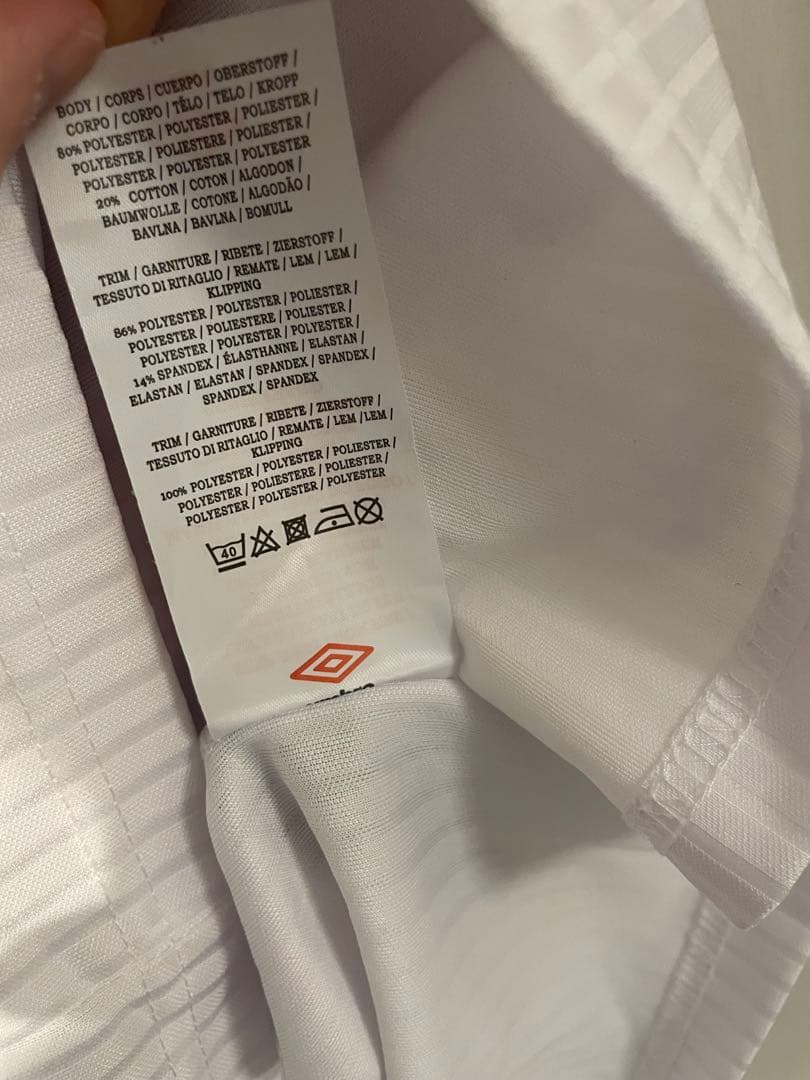 BODY / CORPS / CUERPO / OBERSTOFF /
CORPO / CORPO / TĚLO / TELO / KROPP
80% POLYESTER / POLYESTER / POLIESTER /
POLYESTER / POLIESTERE / POLIESTER /
POLYESTER / POLYESTER / POLYESTER
20% COTTON / COTON / ALGODON /
BAUMWOLLE / COTONE / ALGODÃO /
BAVLNA / BAVLNA / BOMULL
TRIM / GARNITURE / RIBETE / ZIERSTOFF /
TESSUTO DI RITAGLIO / REMATE / LEM / LEM /
KLIPPING
86% POLYESTER / POLYESTER / POLIESTER /
POLYESTER / POLIESTERE / POLIESTER /
POLYESTER / POLYESTER / POLYESTER /
14% SPANDEX / ÉLASTHANNE / ELASTAN /
ELASTAN / ELASTAN / SPANDEX / SPANDEX /
SPANDEX / SPANDEX
TRIM / GARNITURE / RIBETE / ZIERSTOFF /
TESSUTO DI RITAGLIO / REMATE / LEM /LEM /
KLIPPING
100% POLYESTER / POLYESTER / POLIESTER /
POLYESTER / POLIESTERE / POLIESTER /
POLYESTER / POLYESTER / POLYESTER
40